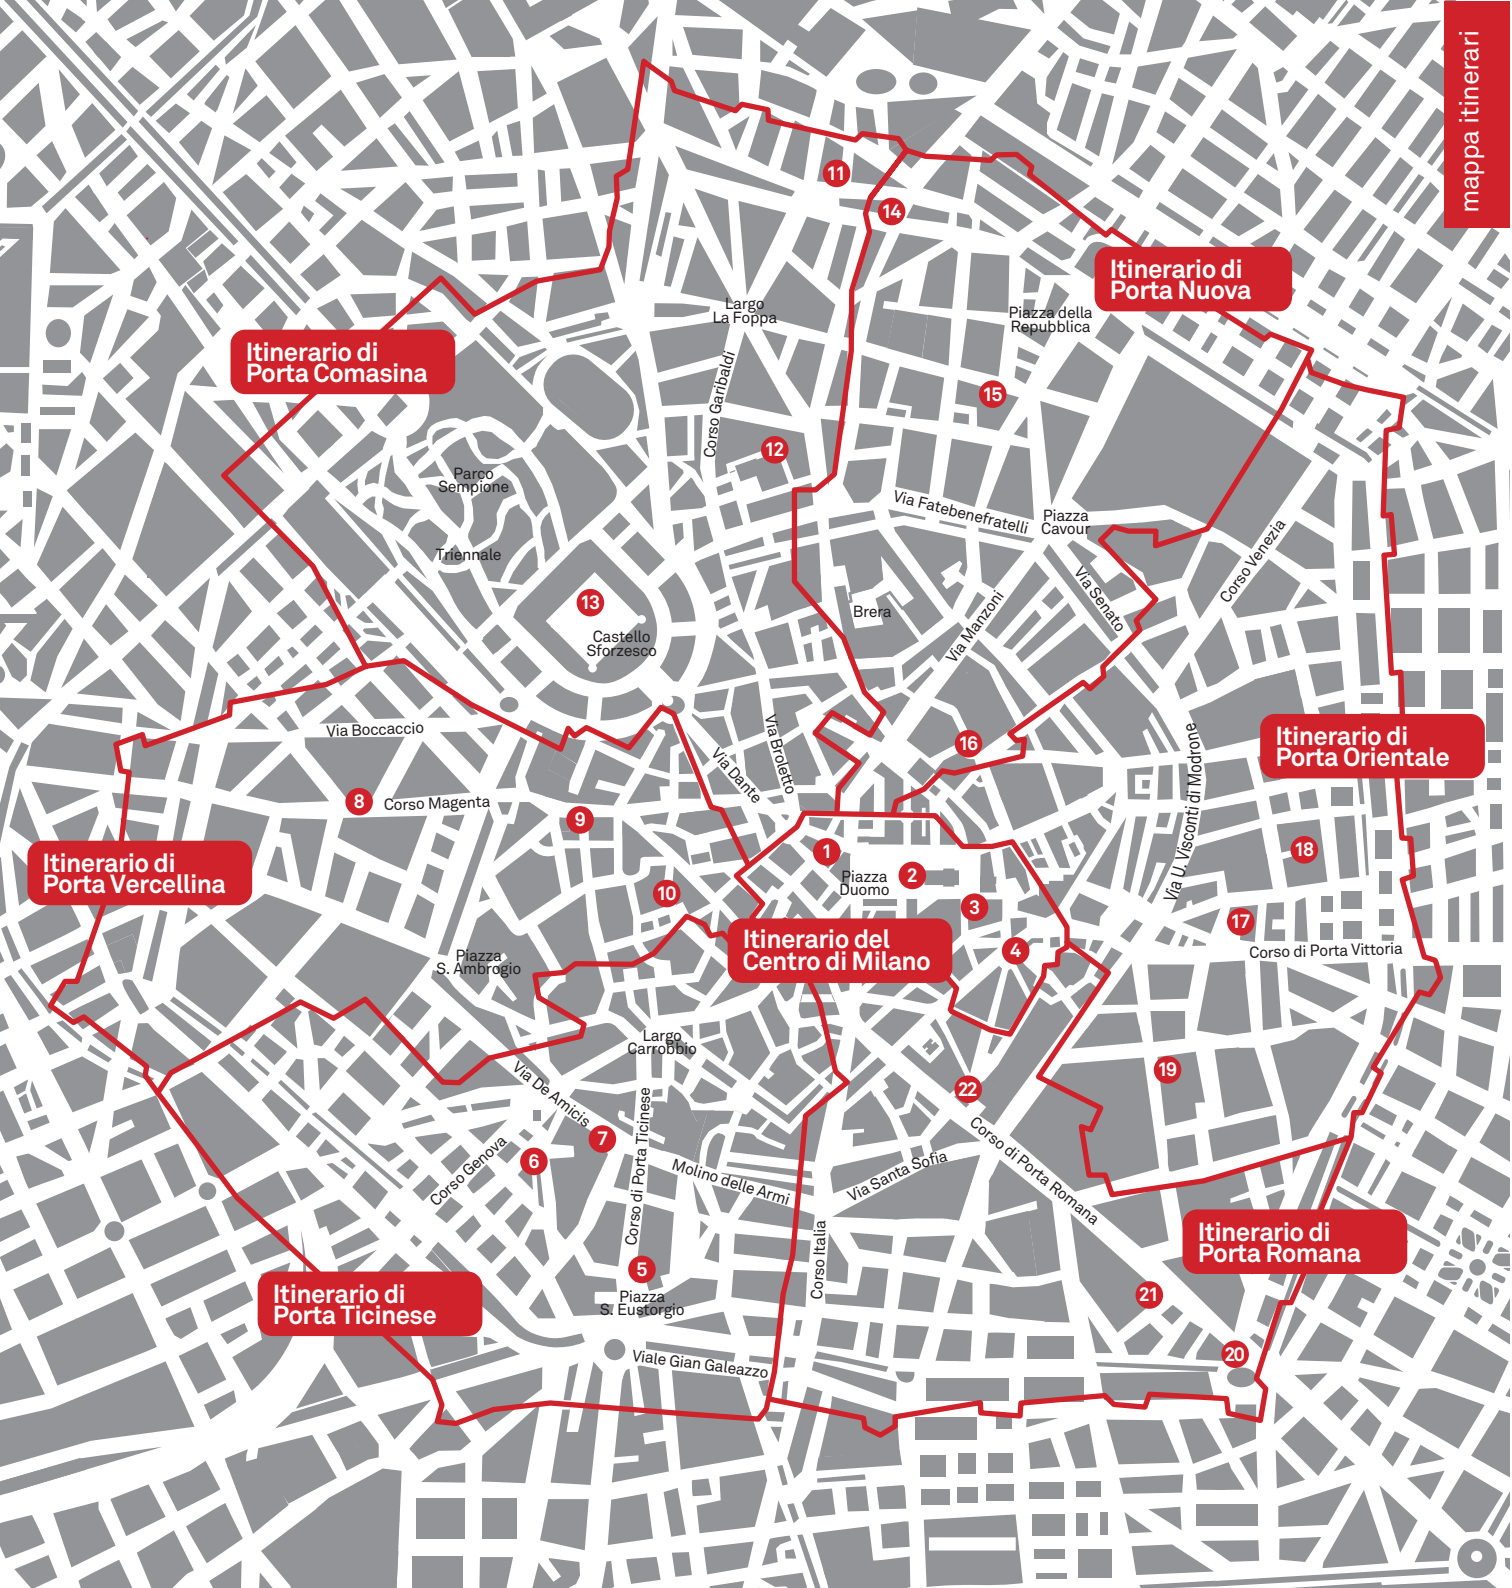 mappa itinerari
11
14
Itinerario di
Porta Nuova
Largo
La Foppa
Piazza della
Repubblica
Itinerario di
Porta Comasina
Corso Garibaldi
15
12
Parco
Sempione
Via Fatebenefratelli
Piazza
Cavour
Triennale
Corso Venezia
Via Senato
13
Brera
Via Manzoni
Castello
Sforzesco
Via Boccaccio
Via Broletto
16
Via Dante
Via U. Visconti di Modrone
Itinerario di
Porta Orientale
8
Corso Magenta
9
1
18
Itinerario di
Porta Vercellina
Piazza
Duomo
2
10
3
17
Itinerario del
Centro di Milano
4
Corso di Porta Vittoria
Piazza
S. Ambrogio
Largo
Carrobbio
19
Via De Amicis
22
7
Corso di Porta Ticinese
6
Corso Genova
Molino delle Armi
Via Santa Sofia
Corso di Porta Romana
Itinerario di
Porta Romana
Corso Italia
5
Piazza
S. Eustorgio
21
Itinerario di
Porta Ticinese
20
Viale Gian Galeazzo